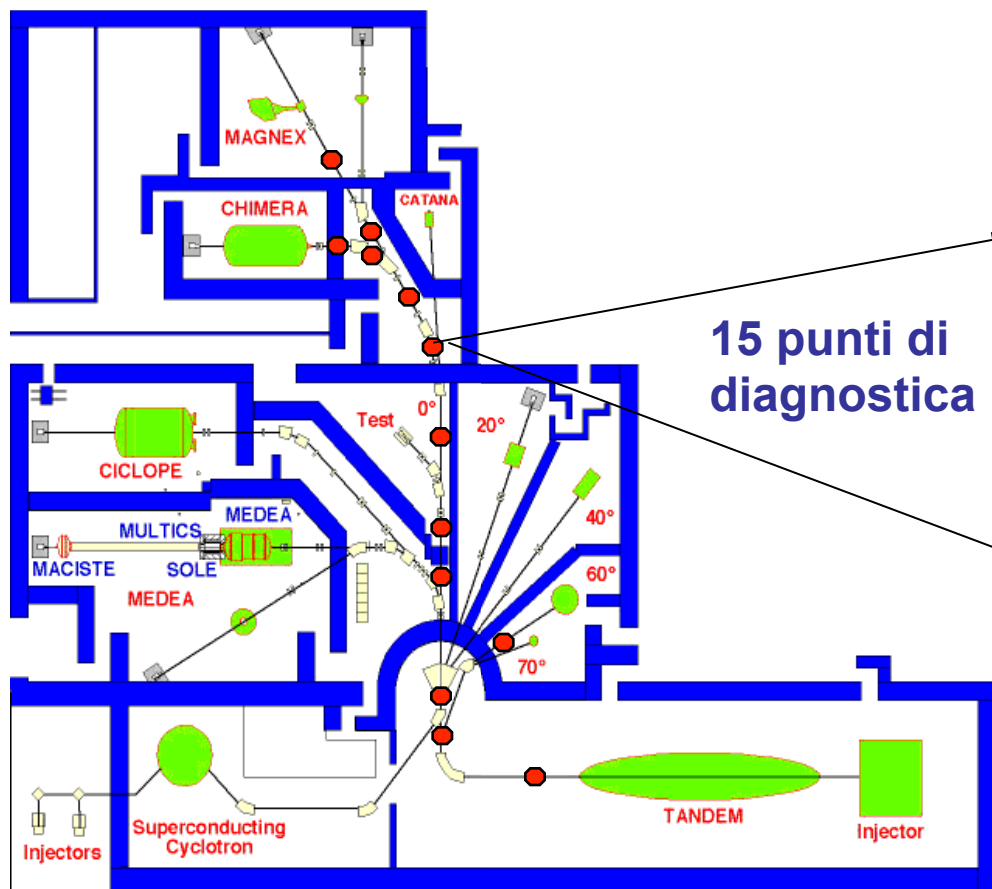 MAGNEX
CATANA
CHIMERA
15 punti di
diagnostica
0°
20°
Test
CICLOPE
40°
MULTICS
MEDEA
MACISTE
SOLE
60°
MEDEA
70°
TANDEM
Injector
Superconducting
Cyclotron
Injectors